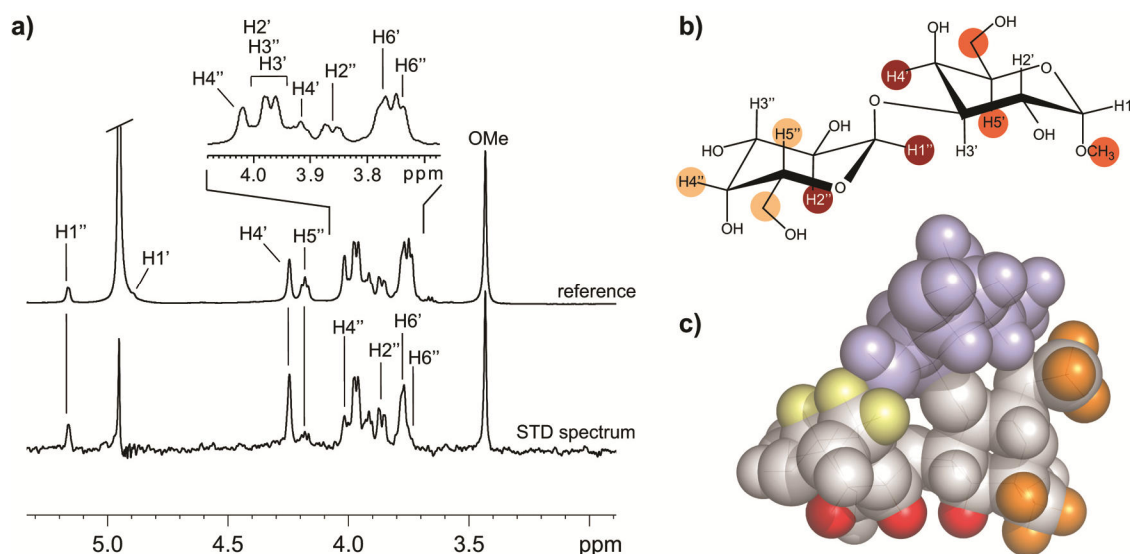 a)
H2'
H3''
H3'
H4''
H4'
H2''
H6'
H6''
4.0
3.9
3.8
ppm
OMe
H1''
H1'
H4'
H5''
reference
H4''
H2''
H6'
H6''
STD spectrum
5.0
4.5
4.0
3.5
ppm
b)
OH
OH
H4'
H2'
O
H1'
H3''
O
H5'
OH
H5''
OH
H3'
O
CH₃
HO
H1''
H4''
O
H2''
OH
OH
c)